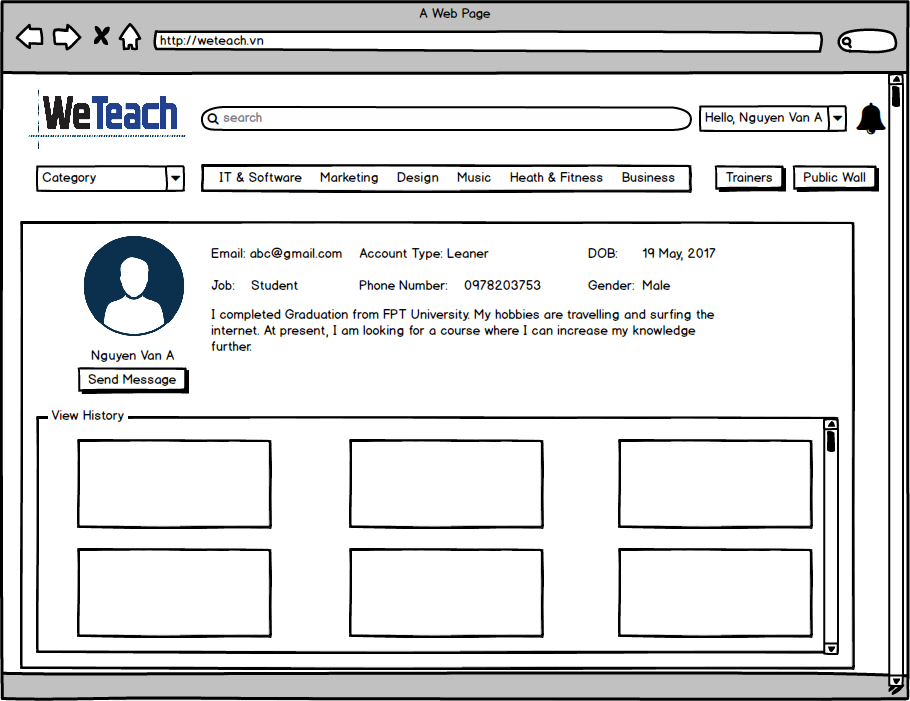 A Web Page
http://weteach.vn
WeTeach
search
Hello, Nguyen Van A
Category
IT & Software Marketing Design Music Heath & Fitness Business
Trainers
Public Wall
Email: abc@gmail.com Account Type: Leaner DOB: 19 May, 2017
Job: Student Phone Number: 0978203753 Gender: Male
I completed Graduation from FPT University. My hobbies are travelling and surfing the
internet. At present, I am looking for a course where I can increase my knowledge
further.
Nguyen Van A
Send Message
View History